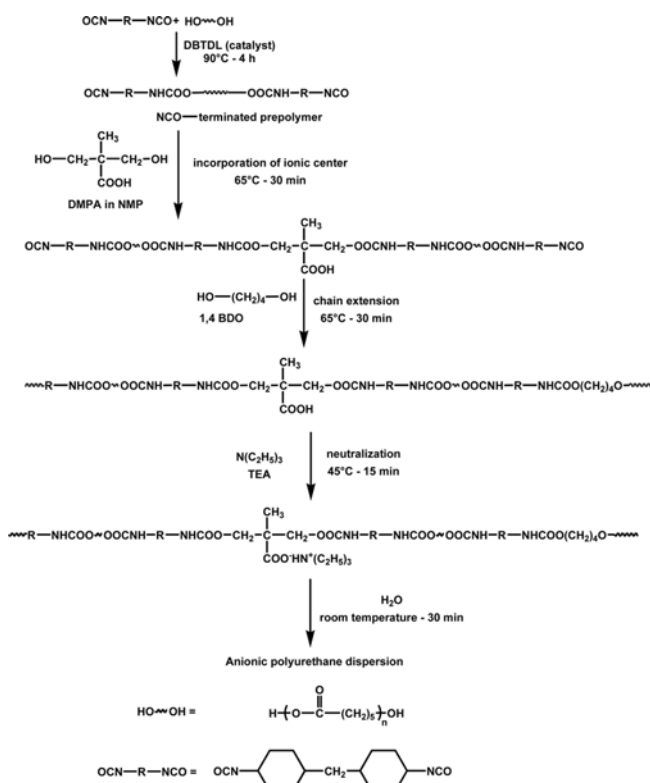 OCN—R—NCO + HO~~OH
DBTDL (catalyst)
90°C - 4 h
OCN—R—NHCOO~~~OOCNH—R—NCO
NCO—terminated prepolymer
CH3
HO—CH2—C—CH2—OH
COOH
DMPA in NMP
incorporation of ionic center
65°C - 30 min
CH3
OCN—R—NHCOO~OOCNH—R—NHCOO—CH2—C—CH2—OOCNH—R—NHCOO~OOCNH—R—NCO
COOH
HO—(CH2)4—OH
1,4 BDO
chain extension
65°C - 30 min
CH3
~~R—NHCOO~OOCNH—R—NHCOO—CH2—C—CH2—OOCNH—R—NHCOO~OOCNH—R—NHCOO(CH2)4O~~
COOH
N(C2H5)3
TEA
neutralization
45°C - 15 min
CH3
~~R—NHCOO~OOCNH—R—NHCOO—CH2—C—CH2—OOCNH—R—NHCOO~OOCNH—R—NHCOO(CH2)4O~~
COO-HN+(C2H5)3
H2O
room temperature - 30 min
Anionic polyurethane dispersion
O
HO~OH = H-(O—C—(CH2)5)n-OH
OCN—R—NCO = OCN—CH2—NCO